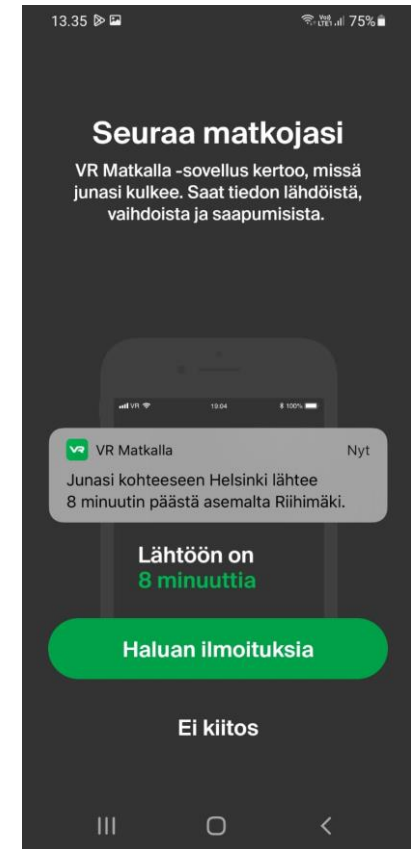 13.35 75%
Seuraa matkojasi
VR Matkalla -sovellus kertoo, missä
junasi kulkee. Saat tiedon lähdöistä,
vaihdoista ja saapumisista.
VR 19:04 100%
VR VR Matkalla Nyt
Junasi kohteeseen Helsinki lähtee
8 minuutin päästä asemalta Riihimäki.
Lähtöön on
8 minuuttia
Haluan ilmoituksia
Ei kiitos